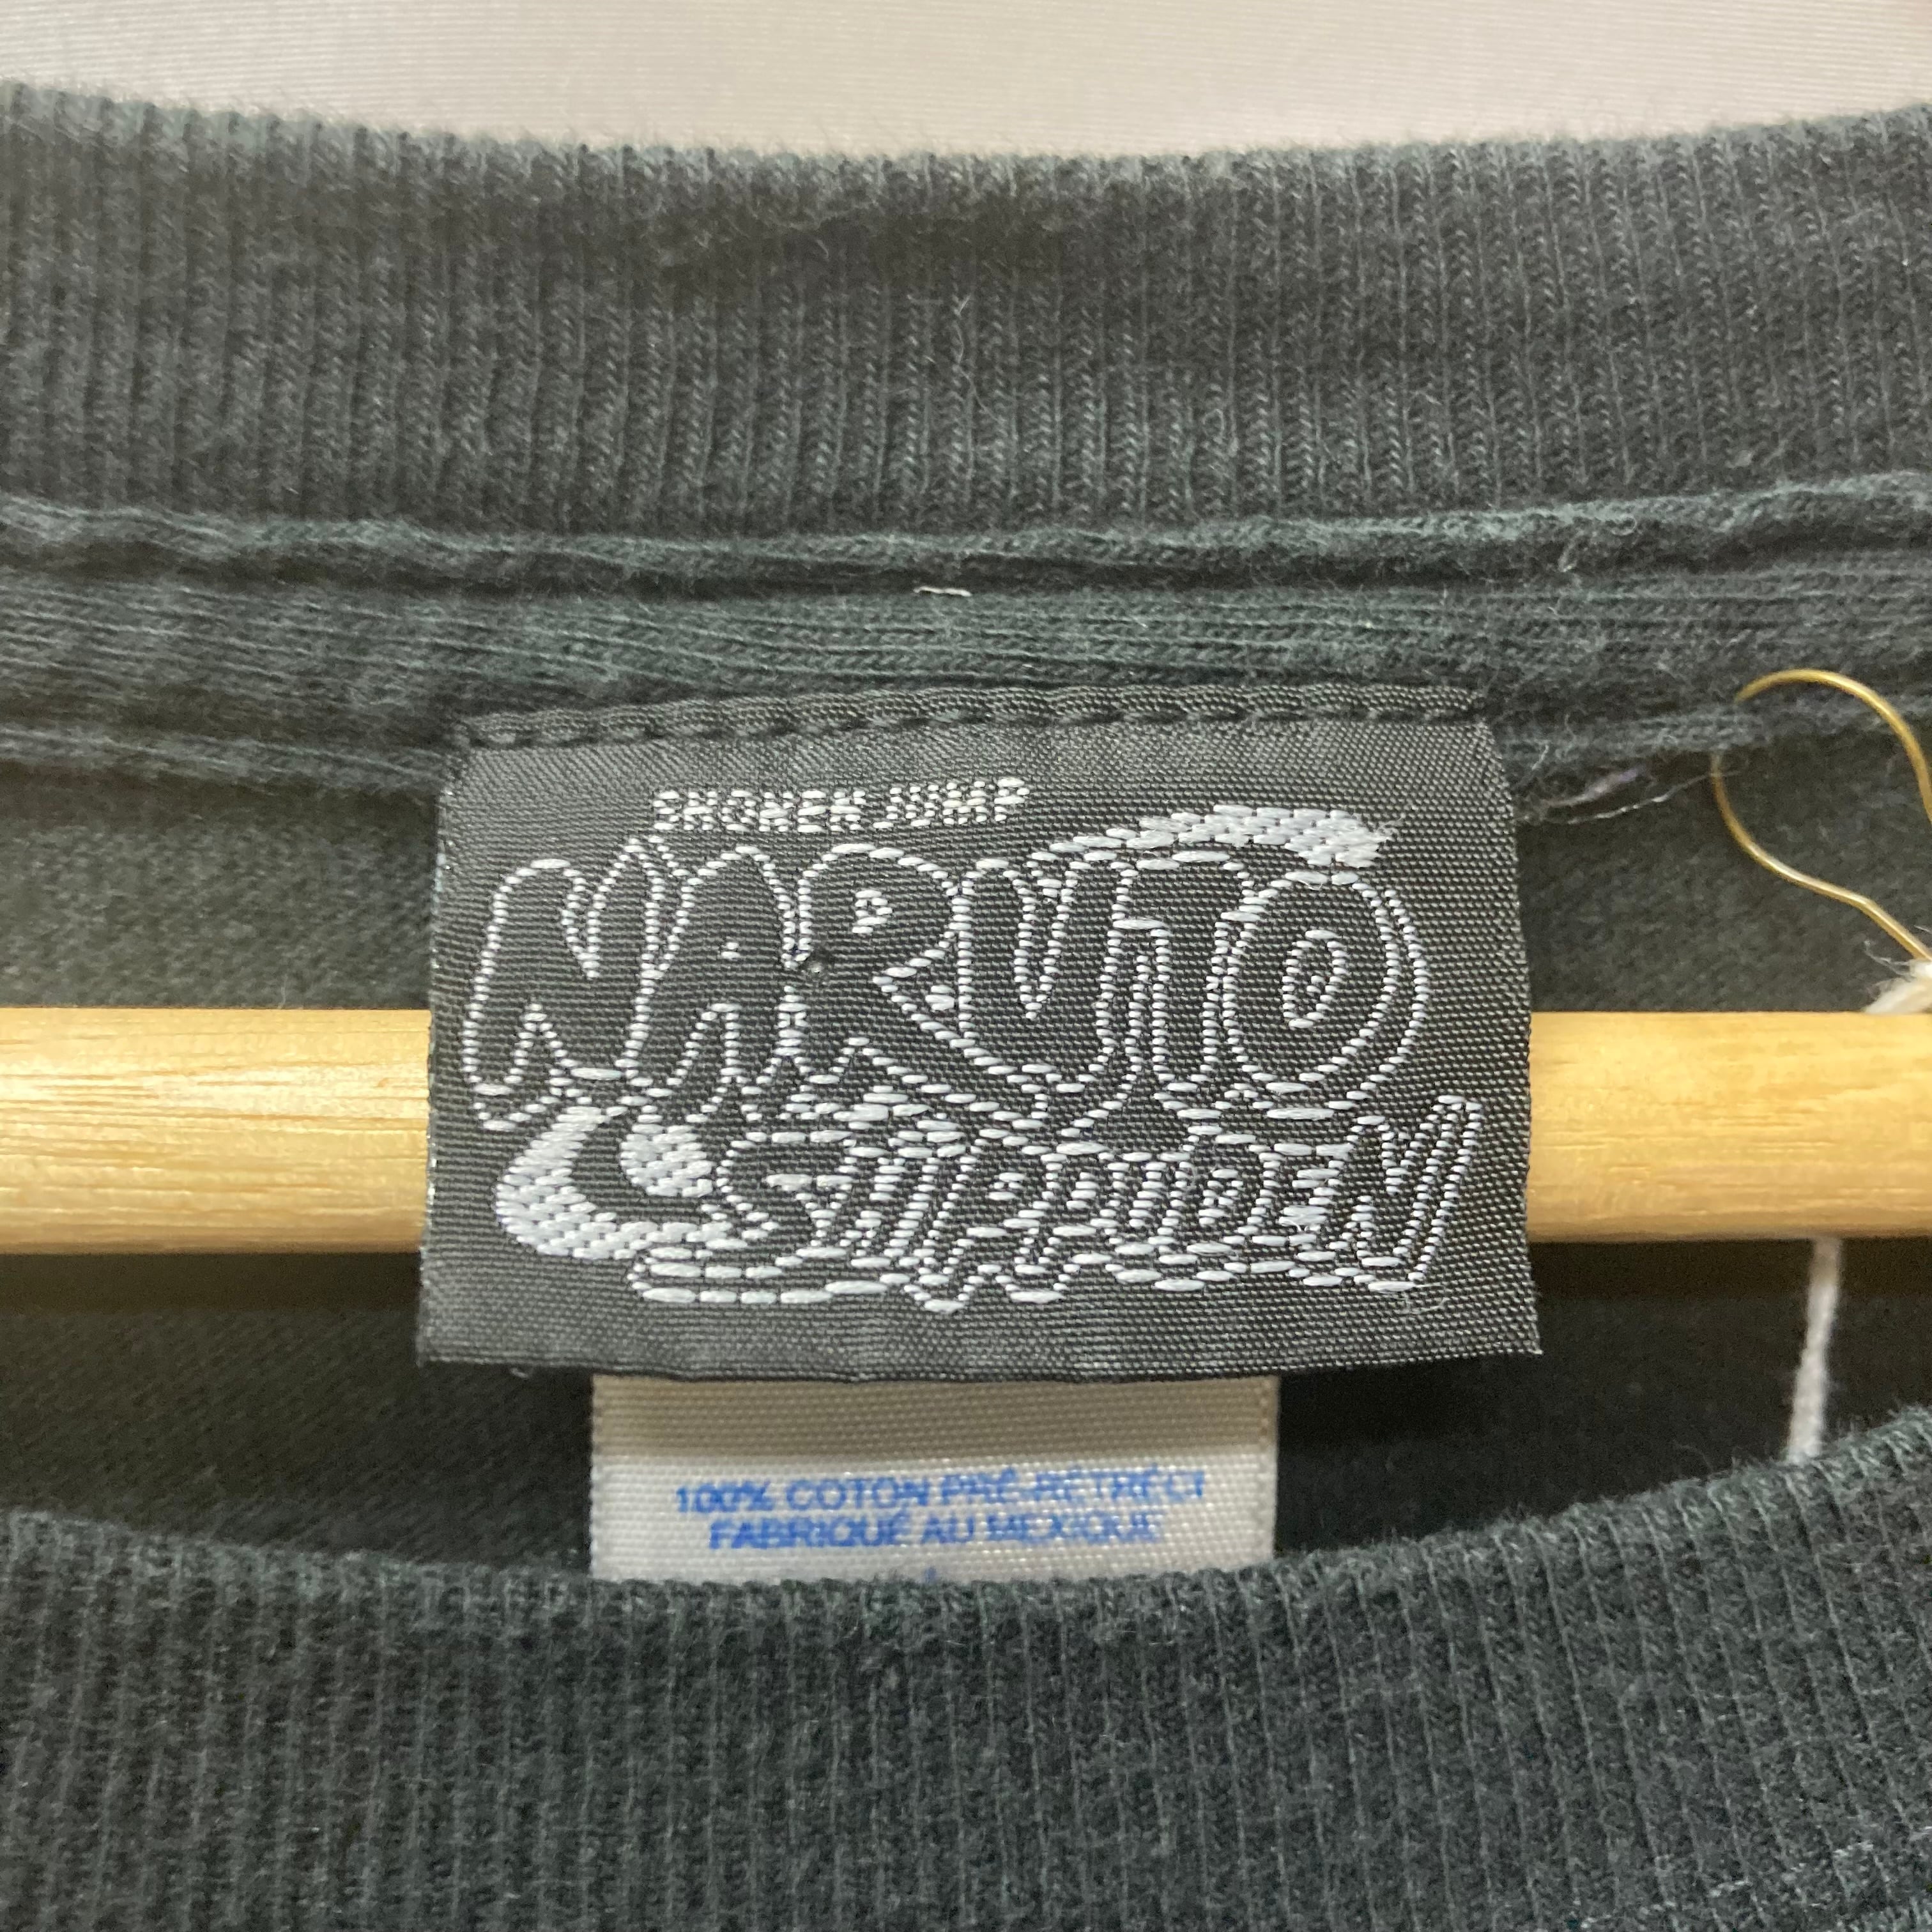 SHONEN JUMP
NARUTO
SHIPPUDEN
100% COTON PRÉ-RÉTRÉCI
FABRIQUÉ AU MEXIQUE